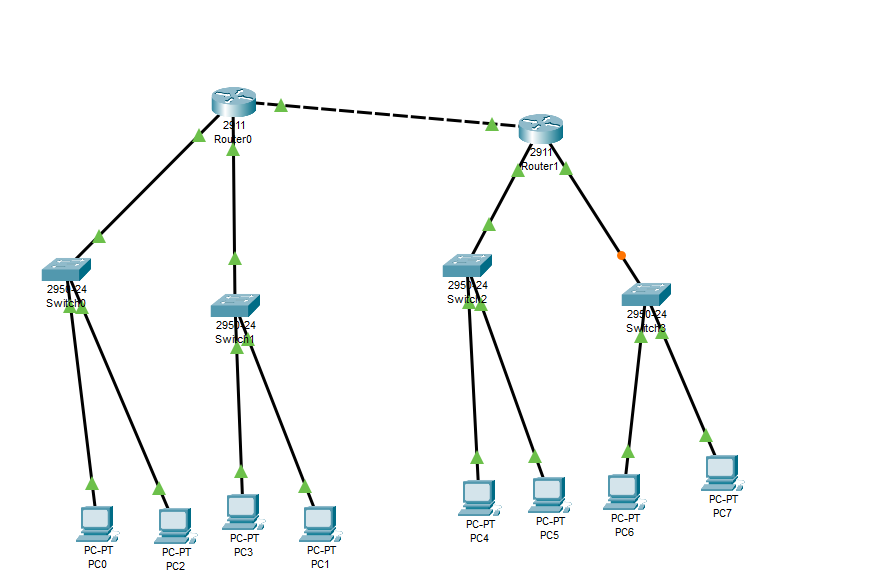 2911
Router0
2911
Router1
2950-24
Switch0
2950-24
Switch1
2950-24
Switch2
2950-24
Switch3
PC-PT
PC0
PC-PT
PC2
PC-PT
PC3
PC-PT
PC1
PC-PT
PC4
PC-PT
PC5
PC-PT
PC6
PC-PT
PC7